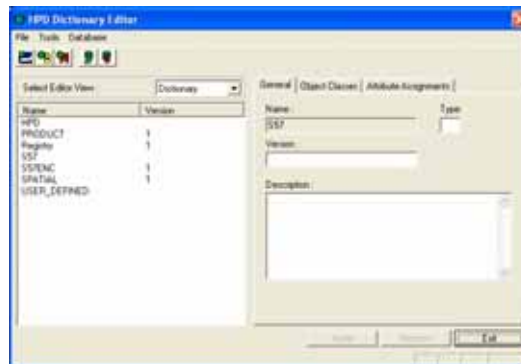 HPD Dictionary Editor
File Tools Database
Select Editor View: Dictionary
Name Version
HPD
PRODUCT 1
Registry 1
S57
S57ENC 1
SPATIAL 1
USER_DEFINED
General Object Classes Attribute Assignments
Name: Type:
S57
Version:
Description:
Exit